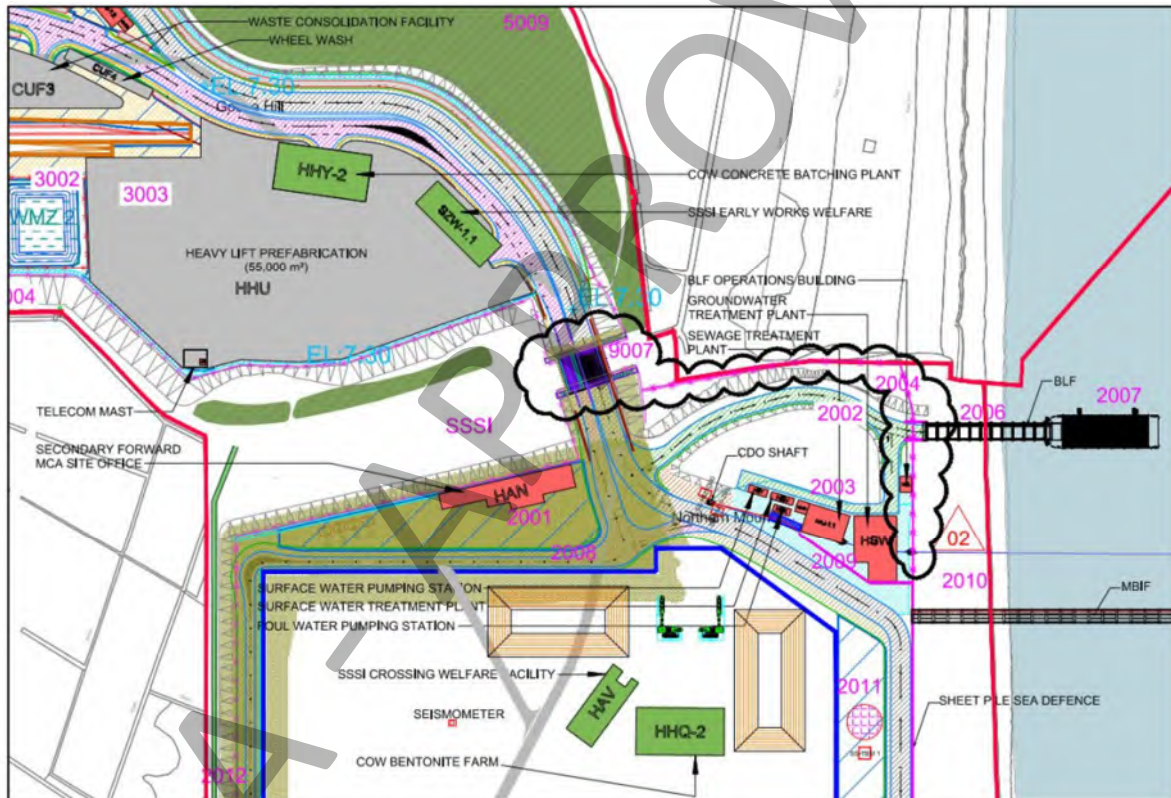 WASTE CONSOLIDATION FACILITY
5009
WHEEL WASH
CUF4
CUF3
EL 7.30
HHY-2
COW CONCRETE BATCHING PLANT
3002
3003
SZW-1.1
SSSI EARLY WORKS WELFARE
WMZ 2
HEAVY LIFT PREFABRICATION
(55,000 m²)
HHU
BLF OPERATIONS BUILDING
GROUNDWATER
TREATMENT PLANT
SEWAGE TREATMENT
PLANT
EL 7.30
9007
2004
BLF
2007
2006
2002
TELECOM MAST
SSSI
SECONDARY FORWARD
MCA SITE OFFICE
HAN
CDO SHAFT
2003
2001
Northern Mound
HSW
02
2008
2009
2010
SURFACE WATER PUMPING STATION
MBIF
SURFACE WATER TREATMENT PLANT
FOUL WATER PUMPING STATION
SSSI CROSSING WELFARE FACILITY
HAV
2011
SHEET PILE SEA DEFENCE
SEISMOMETER
HHQ-2
COW BENTONITE FARM
2012